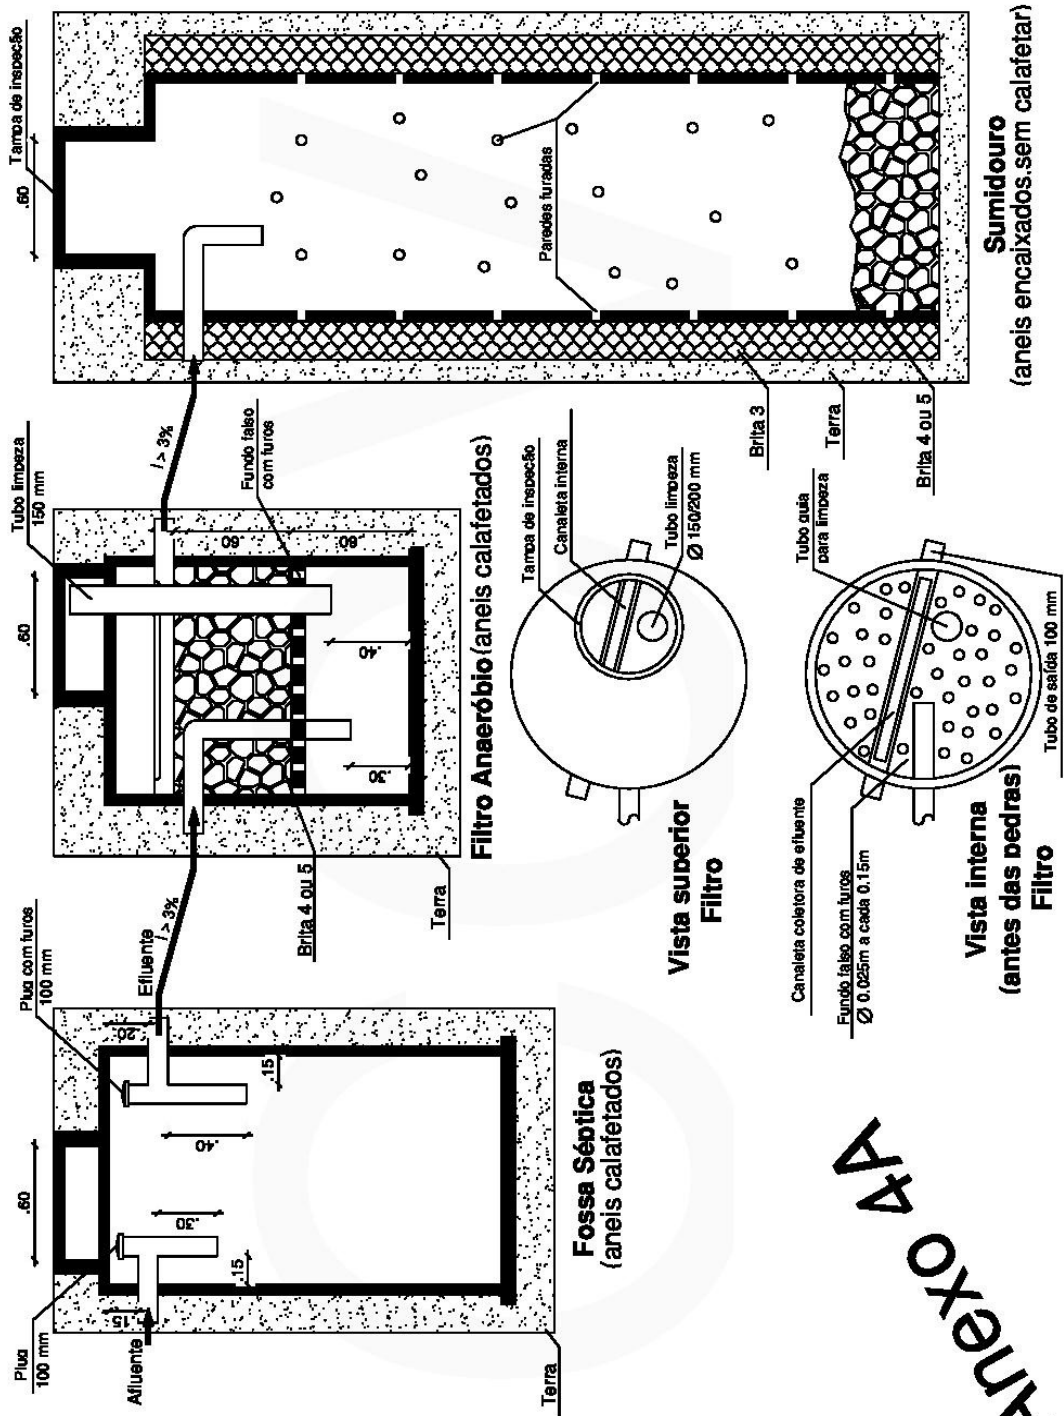 Plug
100 mm
.60
Plug com furos
100 mm
Afluente
.15
.30
.15
.40
.15
.20
Efluente
i > 3%
Terra
Fossa Séptica
(aneis calafetados)
.60
Tubo limpeza
150 mm
i > 3%
Fundo falso
com furos
.60
.60
.40
.30
Brita 4 ou 5
Terra
Filtro Anaeróbio (aneis calafetados)
.60
Tampa de inspeção
Paredes furadas
Brita 3
Terra
Brita 4 ou 5
Sumidouro
(aneis encaixados.sem calafetar)
Tampa de inspeção
Canaleta interna
Tubo limpeza
Ø 150/200 mm
Vista superior
Filtro
Canaleta coletora de efluente
Fundo falso com furos
Ø 0.025m a cada 0.15m
Tubo guia
para limpeza
Tubo de saída 100 mm
Vista interna
(antes das pedras)
Filtro
Anexo 4A